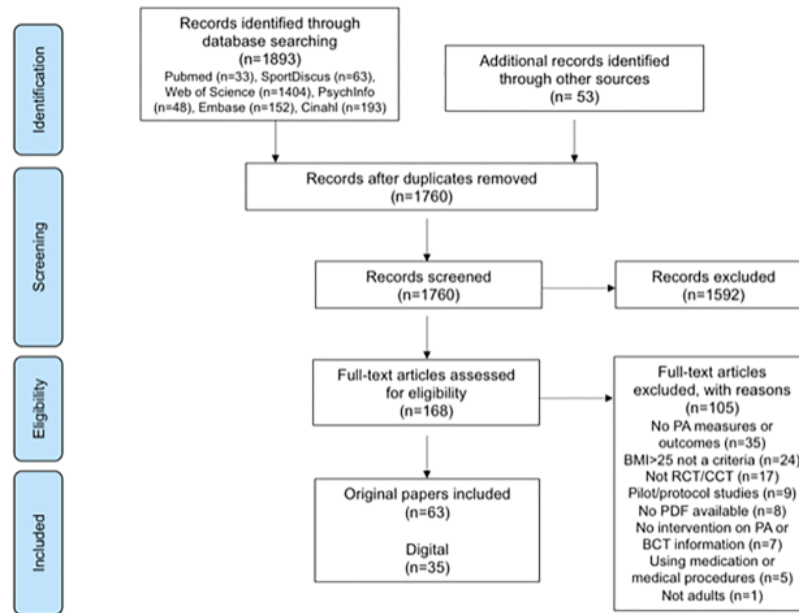 Identification
Records identified through
database searching
(n=1893)
Pubmed (n=33), SportDiscus (n=63),
Web of Science (n=1404), PsychInfo
(n=48), Embase (n=152), Cinahl (n=193)
Additional records identified
through other sources
(n= 53)
Screening
Records after duplicates removed
(n=1760)
Records screened
(n=1760)
Records excluded
(n=1592)
Eligibility
Full-text articles assessed
for eligibility
(n=168)
Full-text articles
excluded, with reasons
(n=105)
No PA measures or
outcomes (n=35)
BMI>25 not a criteria (n=24)
Not RCT/CCT (n=17)
Pilot/protocol studies (n=9)
No PDF available (n=8)
No intervention on PA or
BCT information (n=7)
Using medication or
medical procedures (n=5)
Not adults (n=1)
Included
Original papers included
(n=63)
Digital
(n=35)